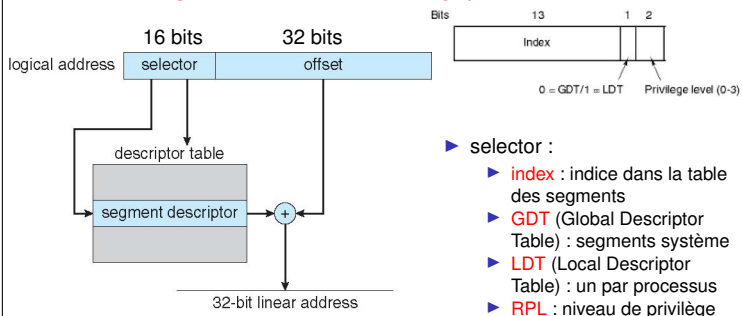 16 bits 32 bits
logical address selector offset
descriptor table
segment descriptor +
32-bit linear address
Bits 13 1 2
Index
0 = GDT/1 = LDT Privilege level (0-3)
selector :
index : indice dans la table
des segments
GDT (Global Descriptor
Table) : segments système
LDT (Local Descriptor
Table) : un par processus
RPL : niveau de privilège